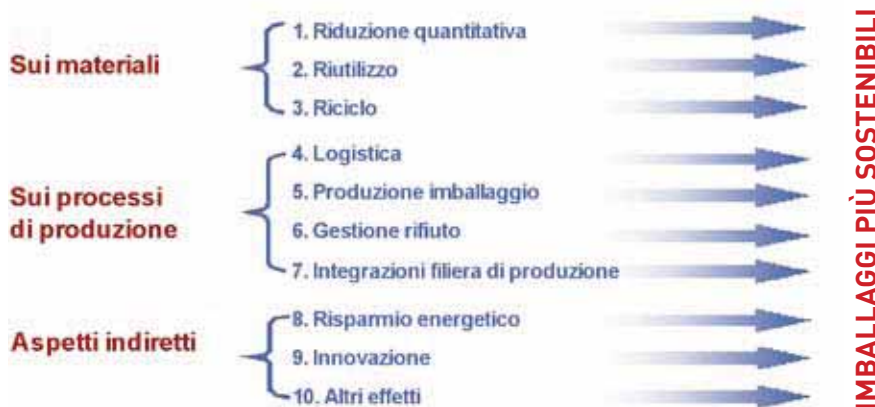 Sui materiali
1. Riduzione quantitativa
2. Riutilizzo
3. Riciclo
Sui processi
di produzione
4. Logistica
5. Produzione imballaggio
6. Gestione rifiuto
7. Integrazioni filiera di produzione
Aspetti indiretti
8. Risparmio energetico
9. Innovazione
10. Altri effetti
IMBALLAGGI PIÙ SOSTENIBILI